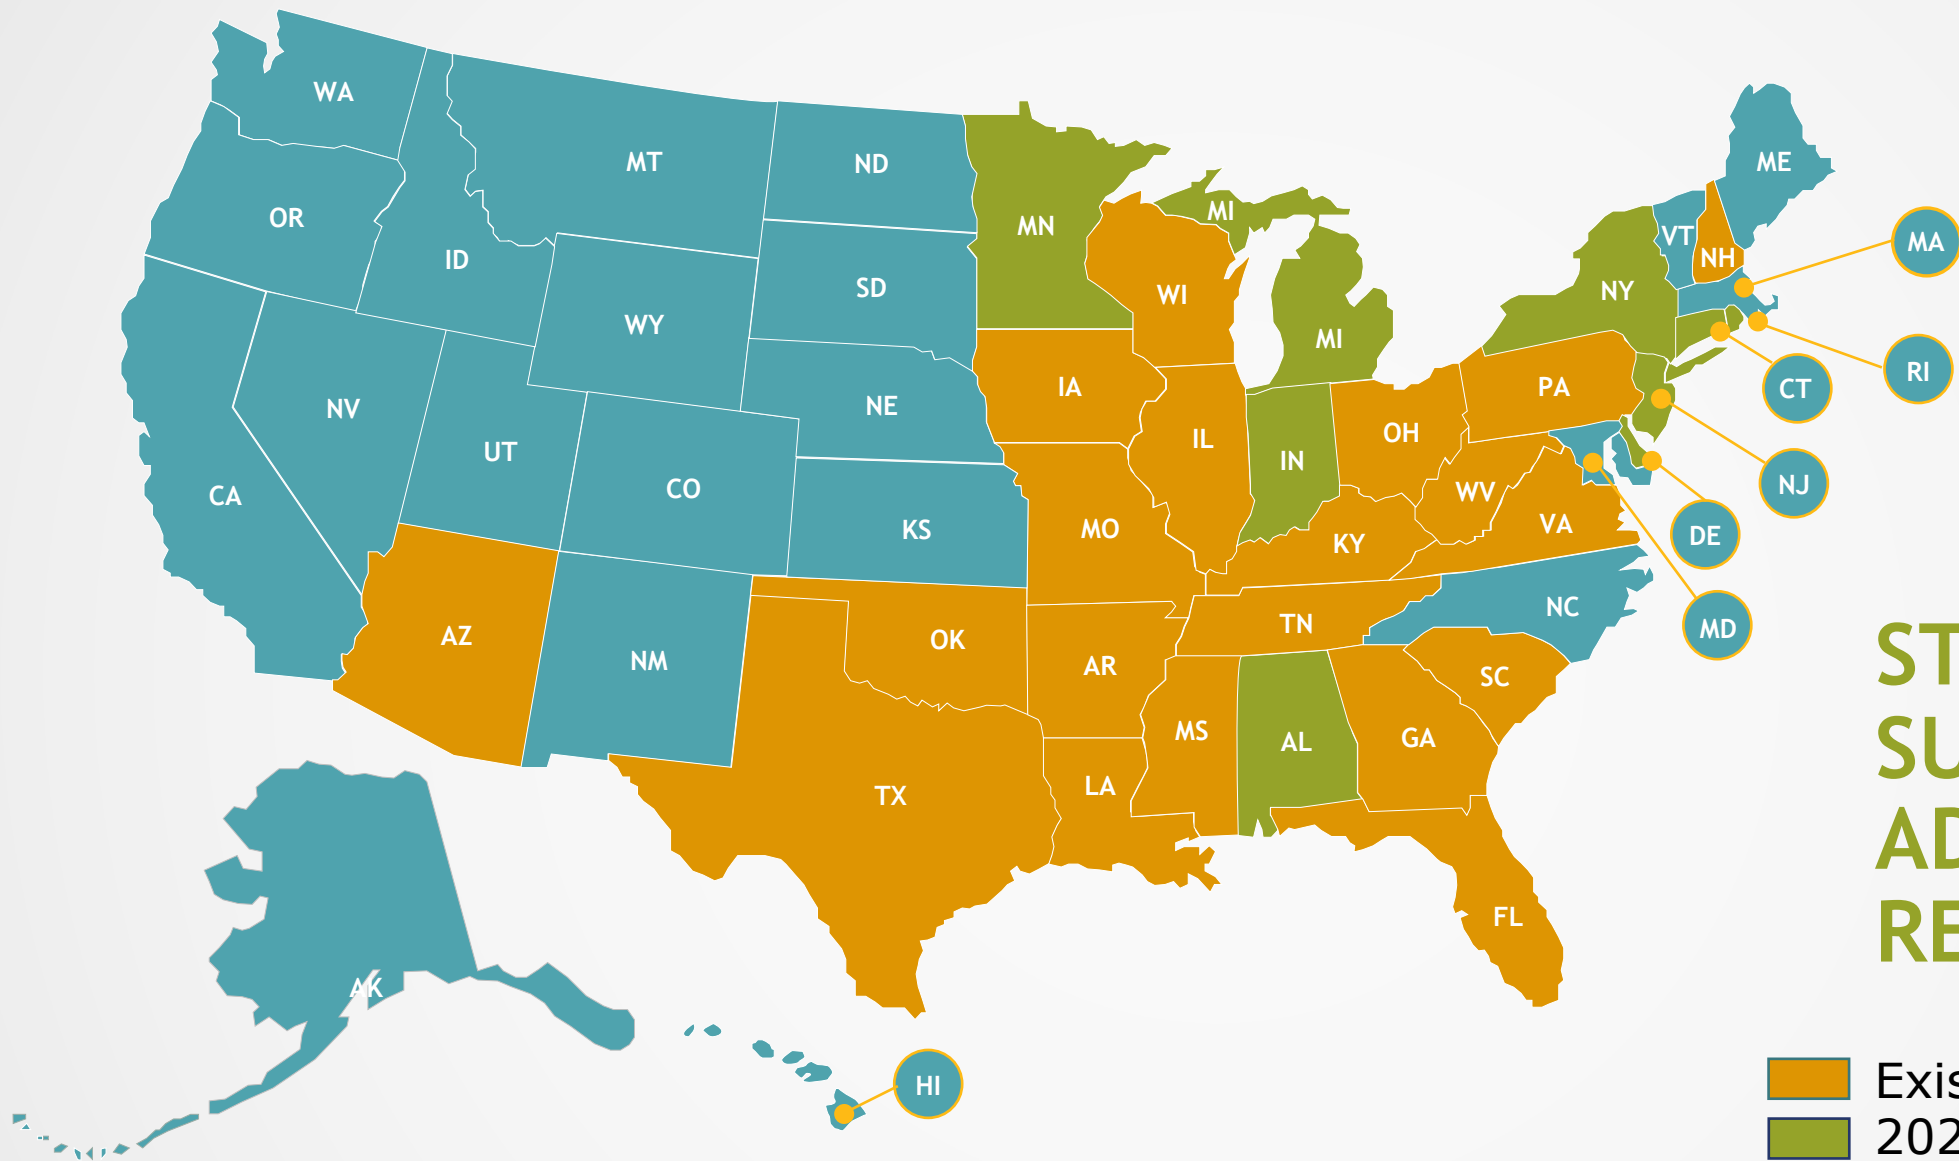 WA
MT
ND
MN
MI
ME
OR
ID
SD
WI
VT
NH
MA
NY
WY
MI
RI
NV
NE
IA
PA
CT
UT
IL
OH
IN
CA
CO
KS
MO
WV
VA
NJ
KY
DE
AZ
NM
OK
AR
TN
NC
MD
SC
MS
AL
GA
TX
LA
FL
AK
HI
ST
SU
AD
RE
Exis
202